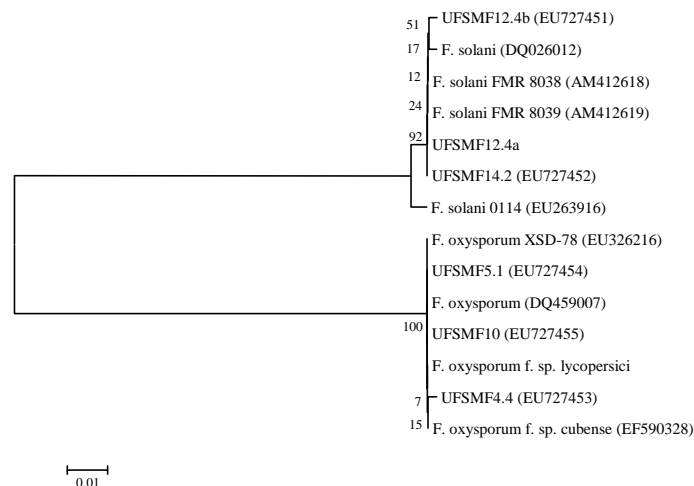 UFSMF12.4b (EU727451)
51
F. solani (DQ026012)
17
F. solani FMR 8038 (AM412618)
12
F. solani FMR 8039 (AM412619)
24
UFSMF12.4a
92
UFSMF14.2 (EU727452)
F. solani 0114 (EU263916)
F. oxysporum XSD-78 (EU326216)
UFSMF5.1 (EU727454)
F. oxysporum (DQ459007)
100
UFSMF10 (EU727455)
F. oxysporum f. sp. lycopersici
UFSMF4.4 (EU727453)
7
F. oxysporum f. sp. cubense (EF590328)
15
0.01